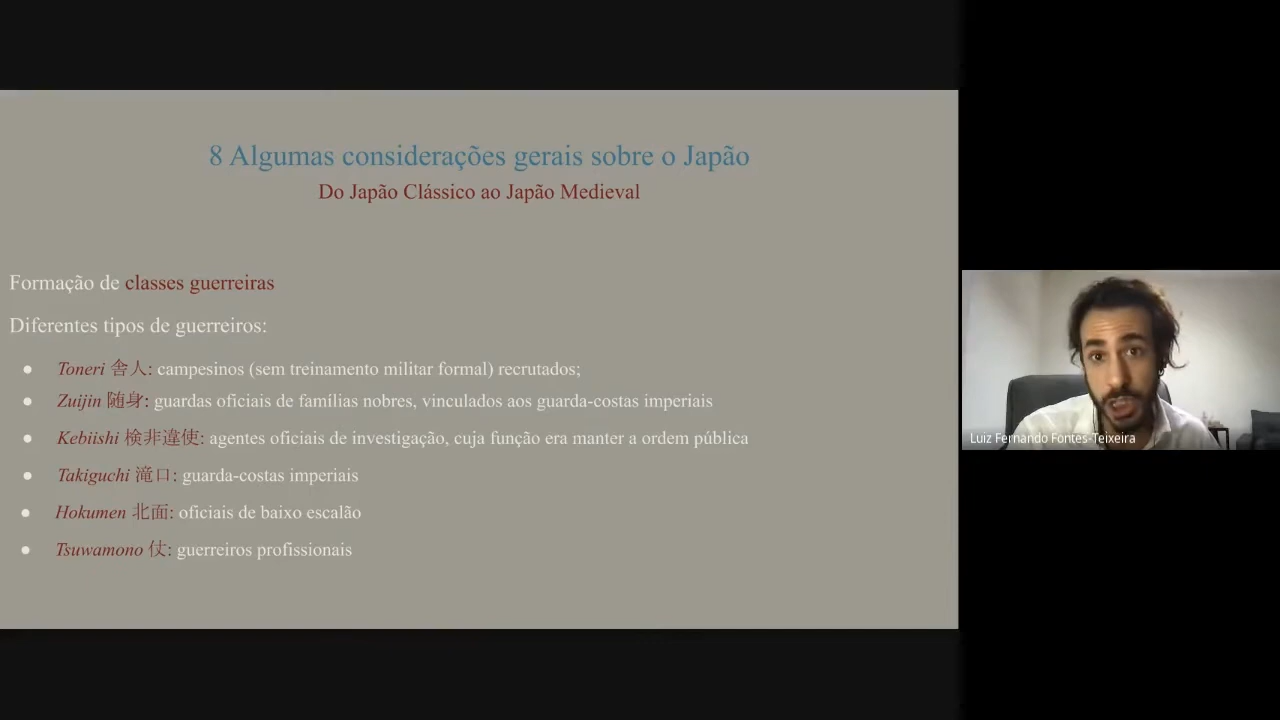 8 Algumas considerações gerais sobre o Japão
Do Japão Clássico ao Japão Medieval
Formação de classes guerreiras
Diferentes tipos de guerreiros:
● Toneri 舎人: campesinos (sem treinamento militar formal) recrutados;
● Zuijin 随身: guardas oficiais de famílias nobres, vinculados aos guarda-costas imperiais
● Kebiishi 検非違使: agentes oficiais de investigação, cuja função era manter a ordem pública
● Takiguchi 滝口: guarda-costas imperiais
● Hokumen 北面: oficiais de baixo escalão
● Tsuwamono 仗: guerreiros profissionais
Luiz Fernando Fontes-Teixeira